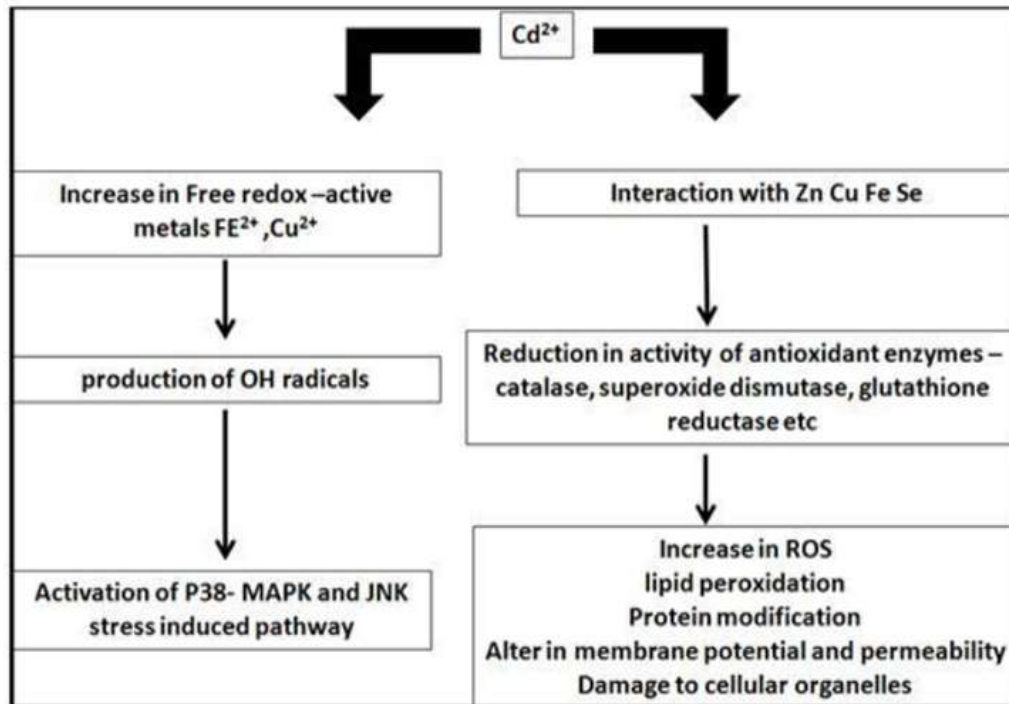 Cd²⁺
Increase in Free redox –active
metals FE²⁺ ,Cu²⁺
production of OH radicals
Activation of P38- MAPK and JNK
stress induced pathway
Interaction with Zn Cu Fe Se
Reduction in activity of antioxidant enzymes –
catalase, superoxide dismutase, glutathione
reductase etc
Increase in ROS
lipid peroxidation
Protein modification
Alter in membrane potential and permeability
Damage to cellular organelles